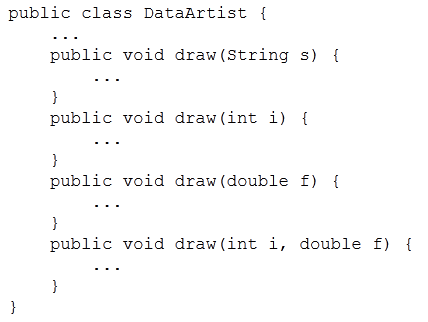 public class DataArtist {
    ...
    public void draw(String s) {
        ...
    }
    public void draw(int i) {
        ...
    }
    public void draw(double f) {
        ...
    }
    public void draw(int i, double f) {
        ...
    }
}